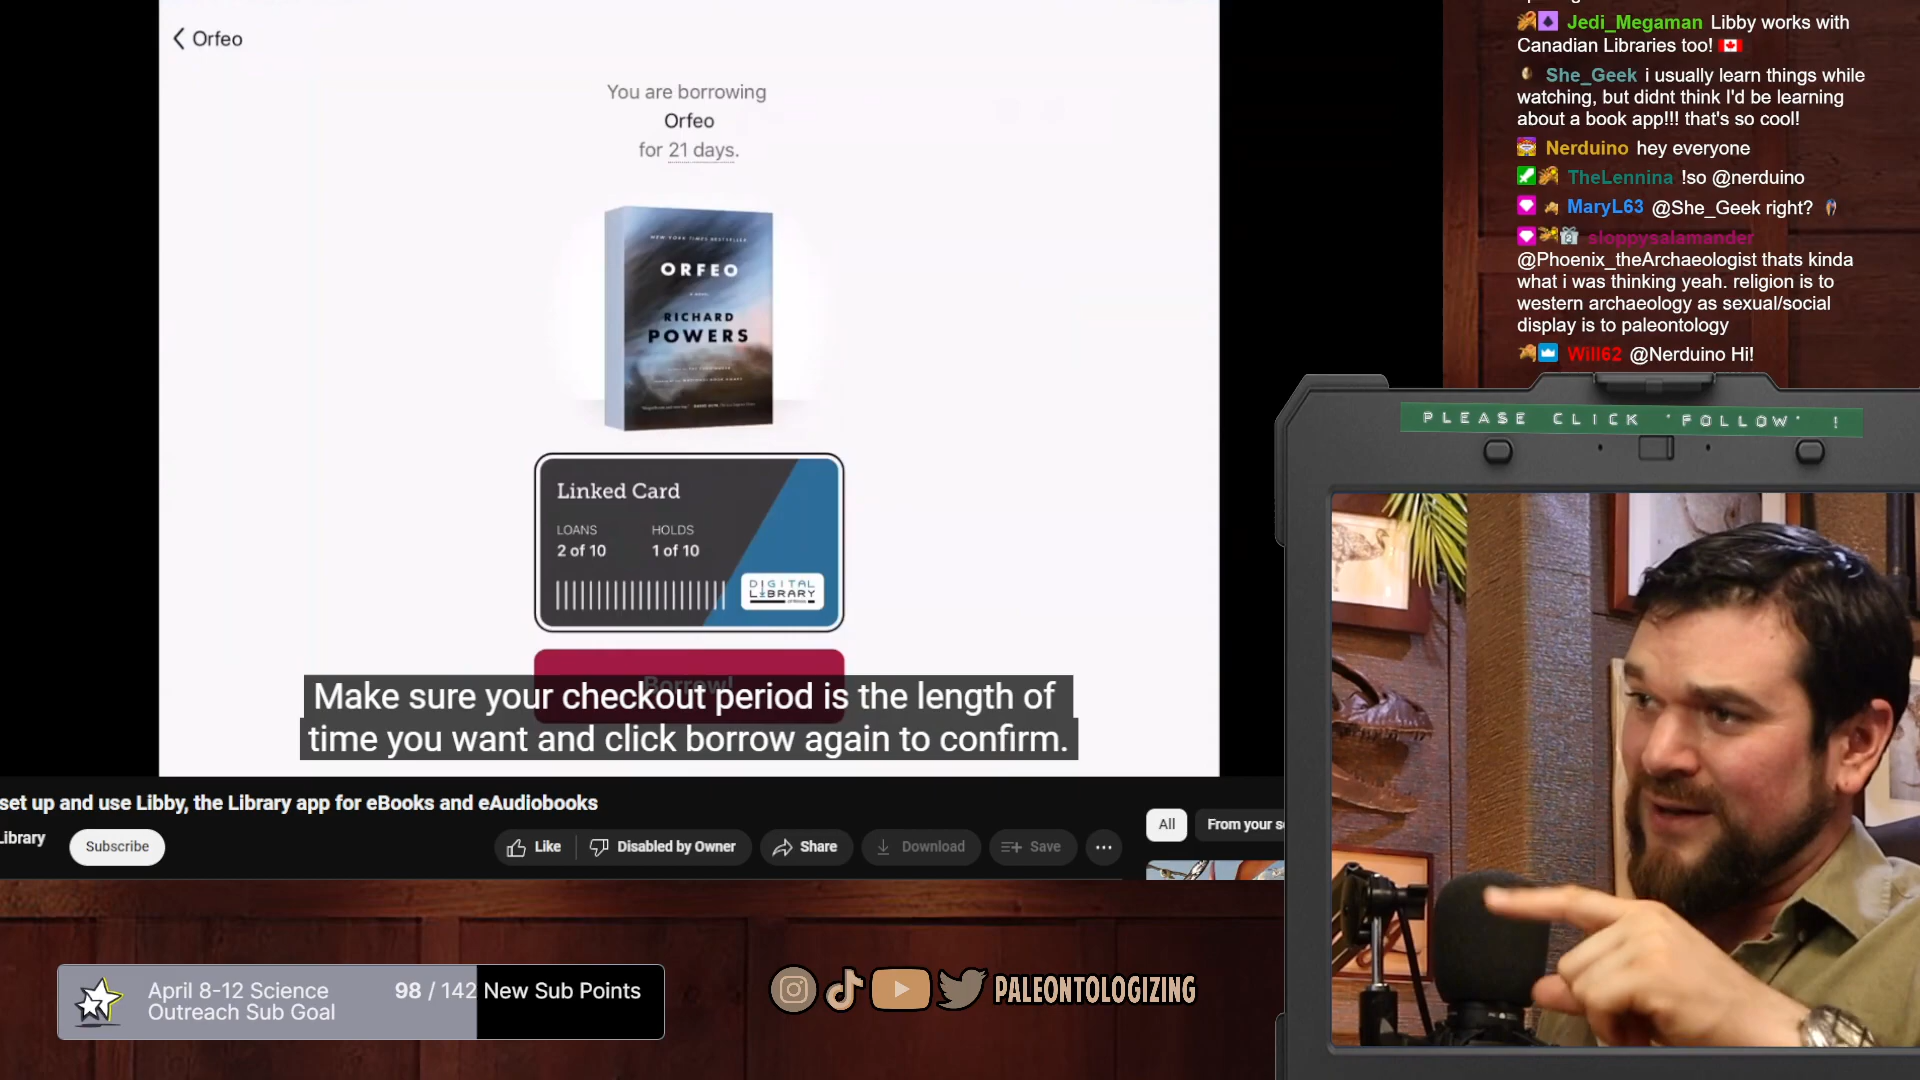 Orfeo
You are borrowing
Orfeo
for 21 days.
NEW YORK TIMES BESTSELLER
ORFEO
A NOVEL
RICHARD
POWERS
Linked Card
LOANS
HOLDS
2 of 10
1 of 10
DIGITAL
LIBRARY
Make sure your checkout period is the length of
time you want and click borrow again to confirm.
set up and use Libby, the Library app for eBooks and eAudiobooks
Library
Subscribe
Like
Disabled by Owner
Share
Download
Save
All
From your se
Jedi_Megaman Libby works with
Canadian Libraries too!
She_Geek i usually learn things while
watching, but didnt think I'd be learning
about a book app!!! that's so cool!
Nerduino hey everyone
TheLennina !so @nerduino
MaryL63 @She_Geek right?
sloppysalamander
@Phoenix_theArchaeologist thats kinda
what i was thinking yeah. religion is to
western archaeology as sexual/social
display is to paleontology
Will62 @Nerduino Hi!
PLEASE CLICK "FOLLOW" !
April 8-12 Science
Outreach Sub Goal
98 / 142 New Sub Points
PALEONTOLOGIZING